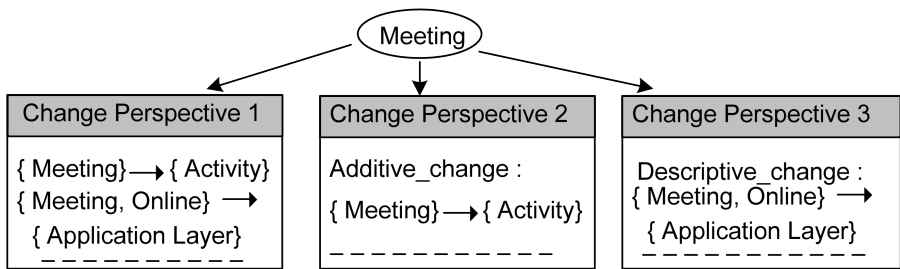 Meeting
Change Perspective 1
{ Meeting} → { Activity}
{ Meeting, Online} →
{ Application Layer}
Change Perspective 2
Additive_change :
{ Meeting} → { Activity}
Change Perspective 3
Descriptive_change :
{ Meeting, Online} →
{ Application Layer}